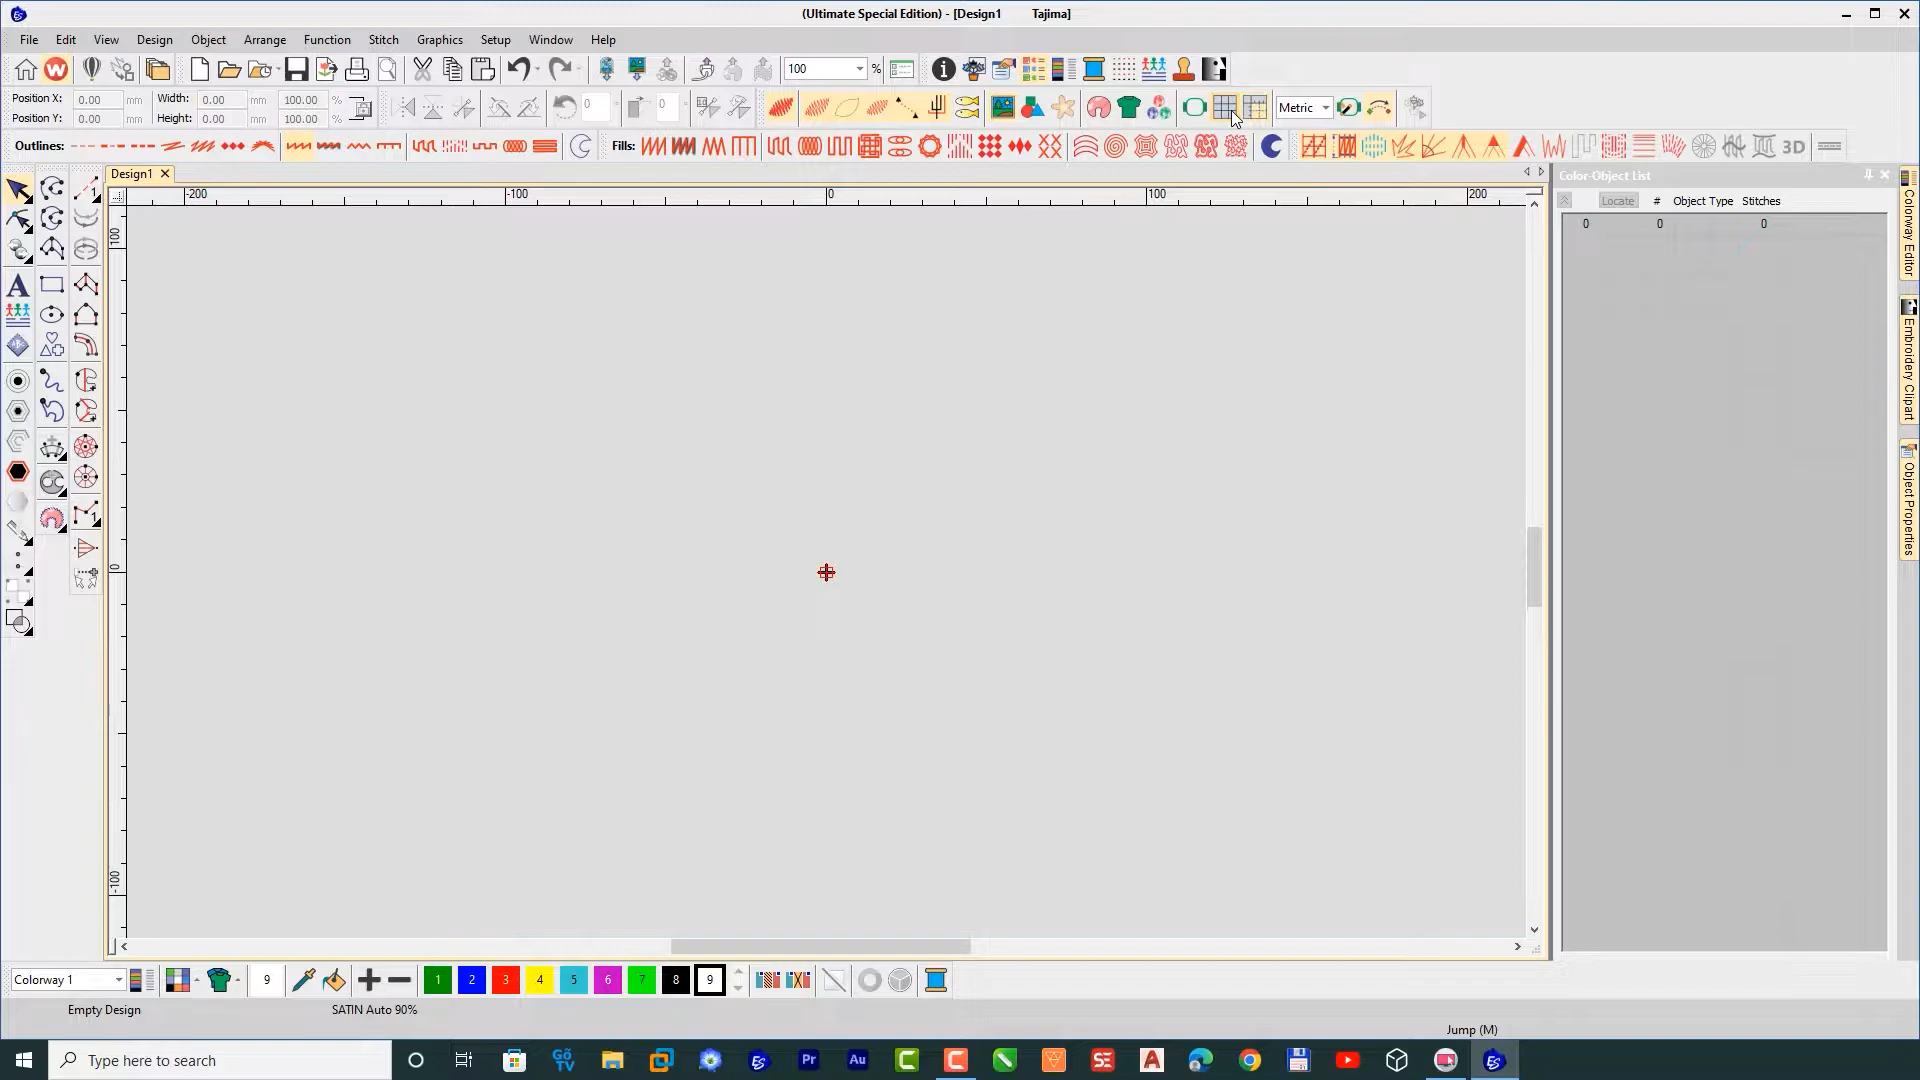 (Ultimate Special Edition) - [Design1 Tajima]
File Edit View Design Object Arrange Function Stitch Graphics Setup Window Help
100 %
Position X: 0.00 mm Width: 0.00 mm 100.00 % 0 0 Metric
Position Y: 0.00 mm Height: 0.00 mm 100.00 %
Outlines: Fills: 3D
Design1 Color-Object List
-200 -100 0 100 200
Locate # Object Type Stitches
0 0 0
100
0
-100
Colorway Editor
Embroidery Clipart
Object Properties
Colorway 1 9 1 2 3 4 5 6 7 8 9
Empty Design SATIN Auto 90%
Jump (M)
Type here to search